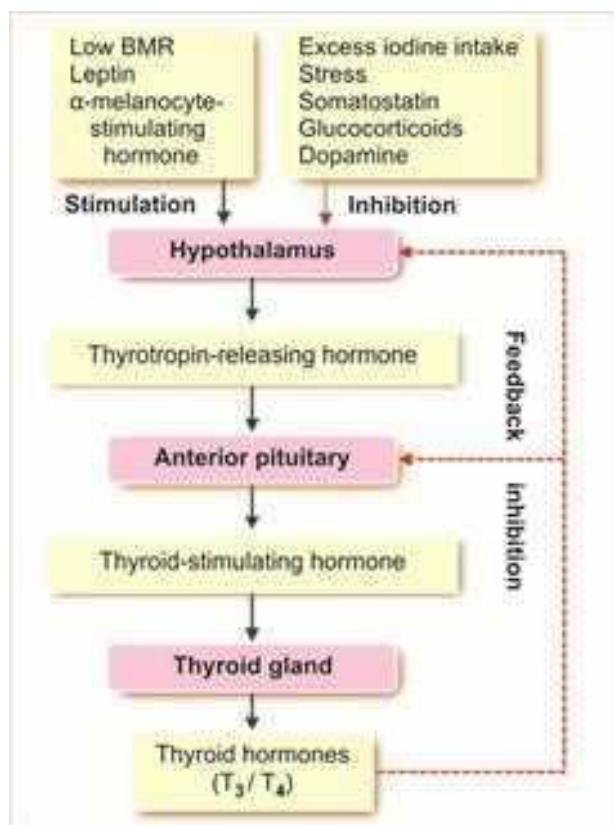 Low BMR
Leptin
α-melanocyte-
stimulating
hormone
Excess iodine intake
Stress
Somatostatin
Glucocorticoids
Dopamine
Stimulation
Inhibition
Hypothalamus
Thyrotropin-releasing hormone
Anterior pituitary
Thyroid-stimulating hormone
Thyroid gland
Thyroid hormones
(T₃ / T₄)
Feedback
inhibition